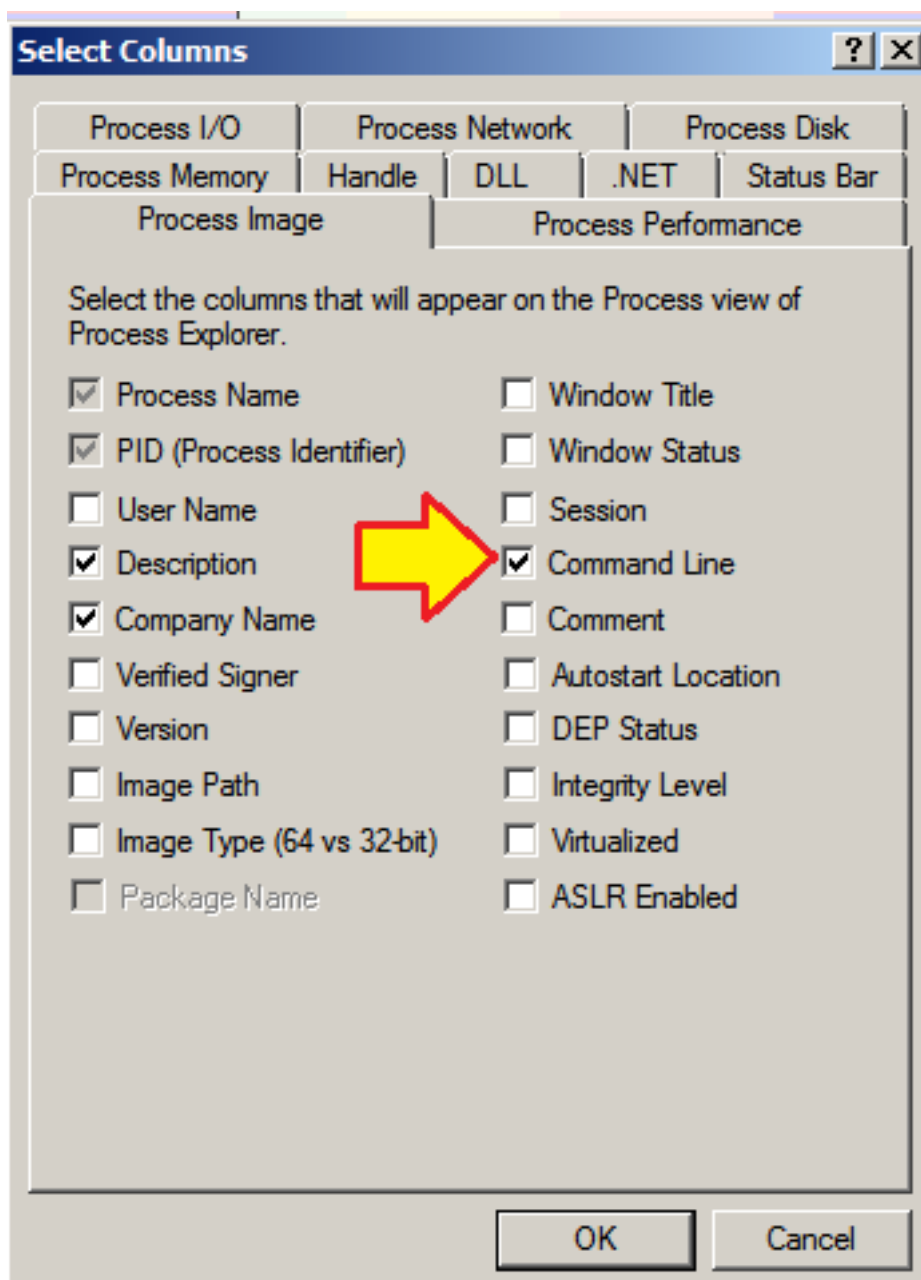 Select Columns
Process I/O Process Network Process Disk
Process Memory Handle DLL .NET Status Bar
Process Image Process Performance
Select the columns that will appear on the Process view of
Process Explorer.
Process Name Window Title
PID (Process Identifier) Window Status
User Name Session
Description Command Line
Company Name Comment
Verified Signer Autostart Location
Version DEP Status
Image Path Integrity Level
Image Type (64 vs 32-bit) Virtualized
Package Name ASLR Enabled
OK Cancel